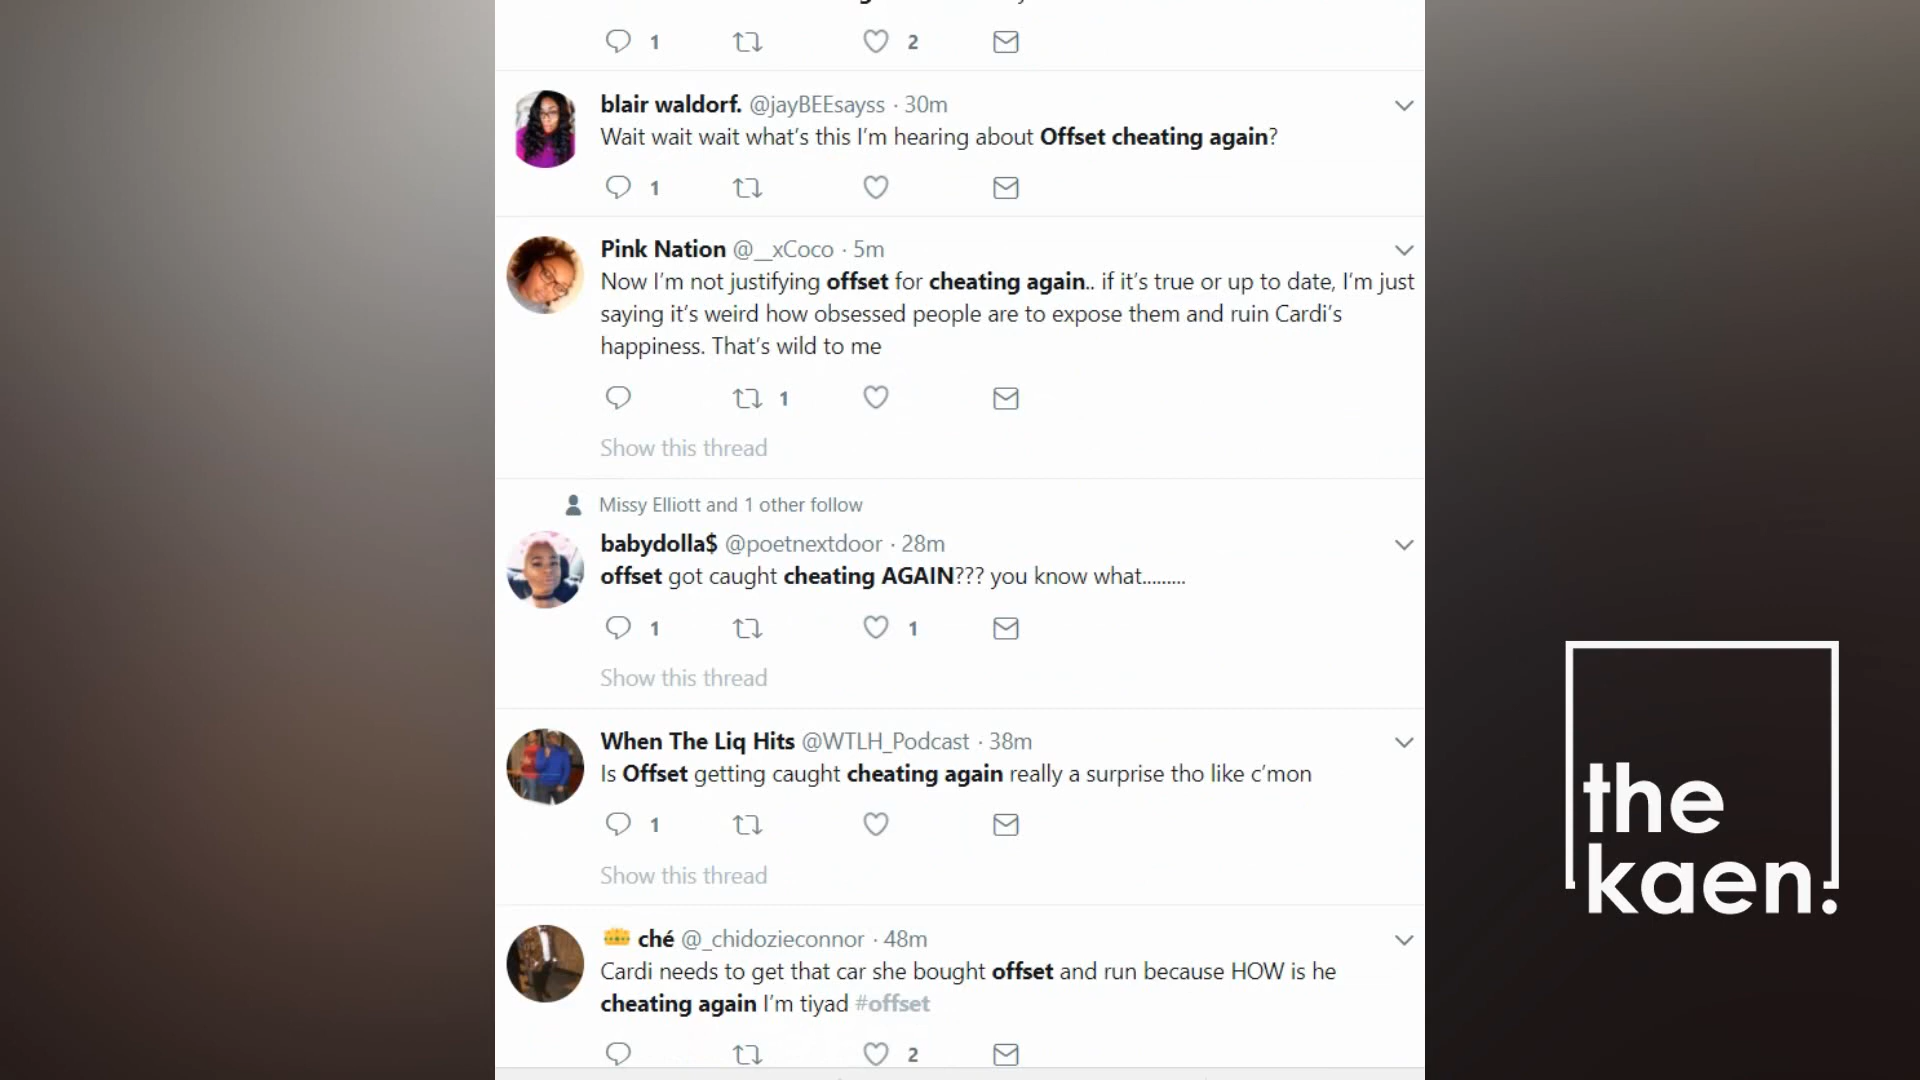 1 2
blair waldorf. @jayBEEsayss · 30m
Wait wait wait what’s this I’m hearing about Offset cheating again?
1
Pink Nation @__xCoco · 5m
Now I’m not justifying offset for cheating again.. if it’s true or up to date, I’m just
saying it’s weird how obsessed people are to expose them and ruin Cardi’s
happiness. That’s wild to me
1
Show this thread
Missy Elliott and 1 other follow
babydolla$ @poetnextdoor · 28m
offset got caught cheating AGAIN??? you know what.........
1 1
Show this thread
When The Liq Hits @WTLH_Podcast · 38m
Is Offset getting caught cheating again really a surprise tho like c’mon
1
Show this thread
ché @_chidozieconnor · 48m
Cardi needs to get that car she bought offset and run because HOW is he
cheating again I’m tiyad #offset
2
the
kaen.